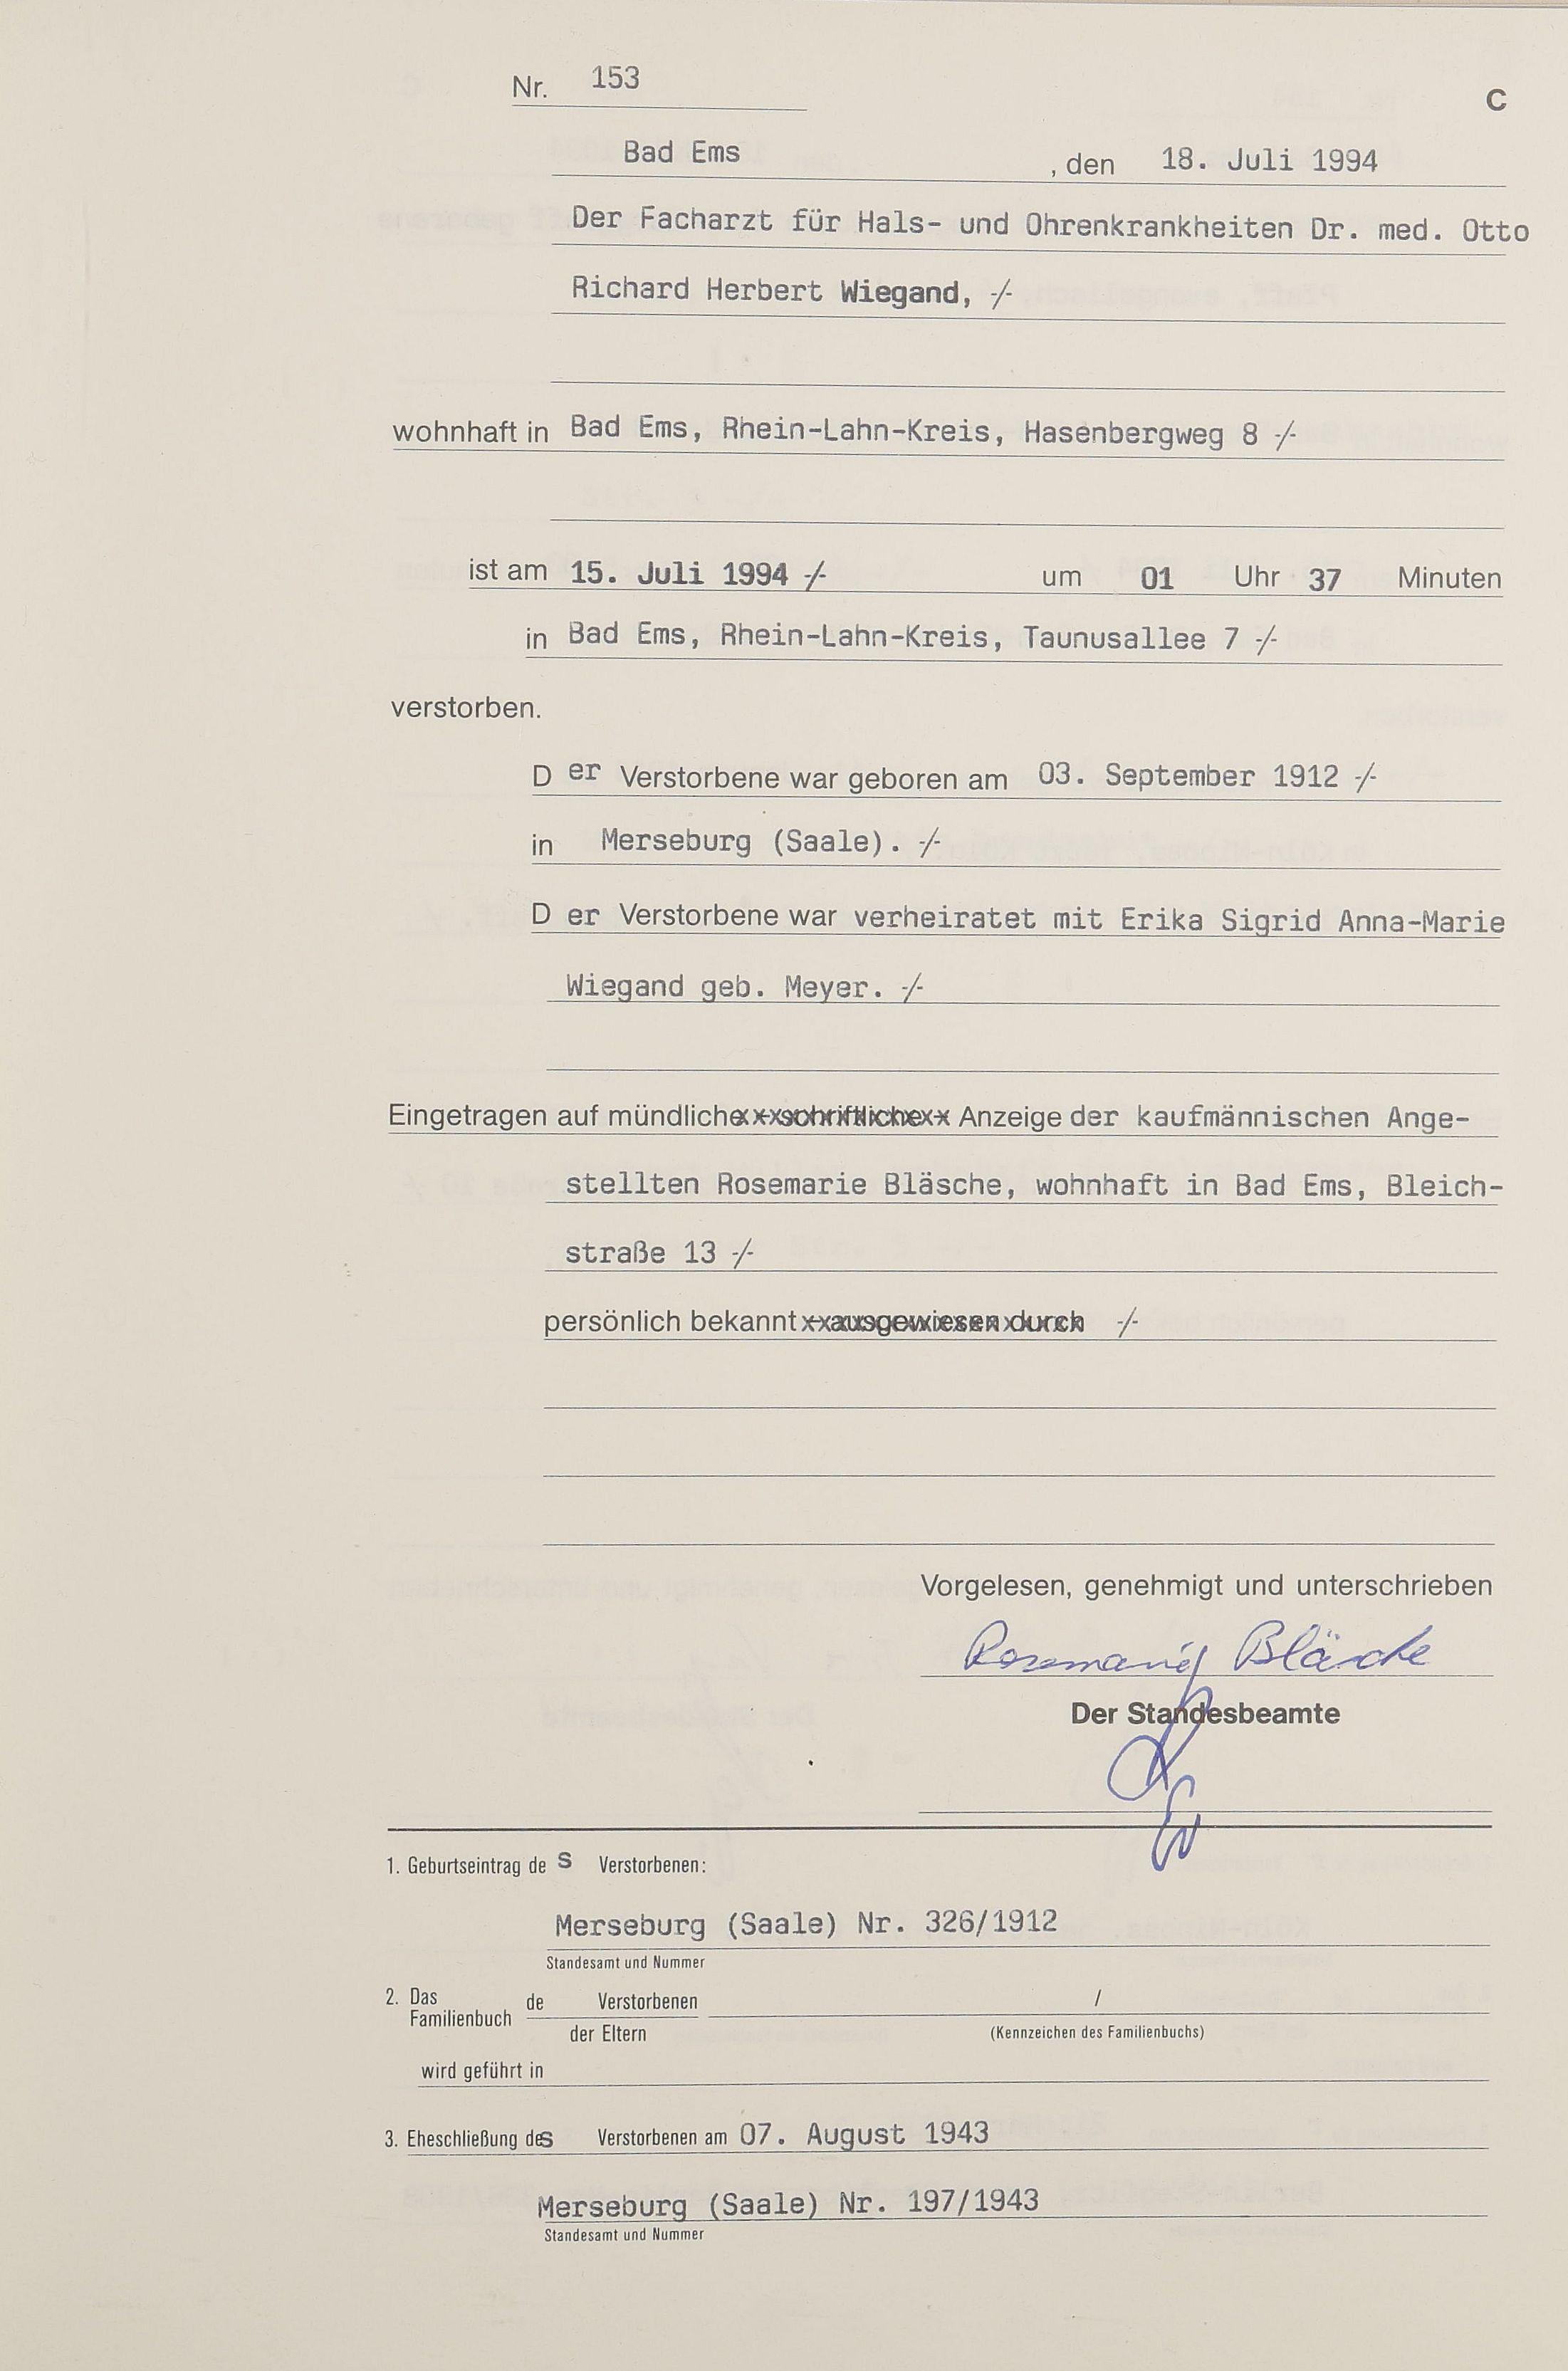 Nr. 153
C
Bad Ems , den 18. Juli 1994
Der Facharzt für Hals- und Ohrenkrankheiten Dr. med. Otto
Richard Herbert Wiegand, -/-
wohnhaft in Bad Ems, Rhein-Lahn-Kreis, Hasenbergweg 8 -/-
ist am 15. Juli 1994 -/- um 01 Uhr 37 Minuten
in Bad Ems, Rhein-Lahn-Kreis, Taunusallee 7 -/-
verstorben.
D er Verstorbene war geboren am 03. September 1912 -/-
in Merseburg (Saale). -/-
D er Verstorbene war verheiratet mit Erika Sigrid Anna-Marie
Wiegand geb. Meyer. -/-
Eingetragen auf mündliche - schriftliche - Anzeige der kaufmännischen Ange-
stellten Rosemarie Bläsche, wohnhaft in Bad Ems, Bleich-
straße 13 -/-
persönlich bekannt - ausgewiesen durch -/-
Vorgelesen, genehmigt und unterschrieben
Rosemarie Bläsche
Der Standesbeamte
1. Geburtseintrag de s Verstorbenen:
Merseburg (Saale) Nr. 326/1912
Standesamt und Nummer
2. Das Familienbuch de Verstorbenen /
der Eltern (Kennzeichen des Familienbuchs)
wird geführt in
3. Eheschließung des Verstorbenen am 07. August 1943
Merseburg (Saale) Nr. 197/1943
Standesamt und Nummer